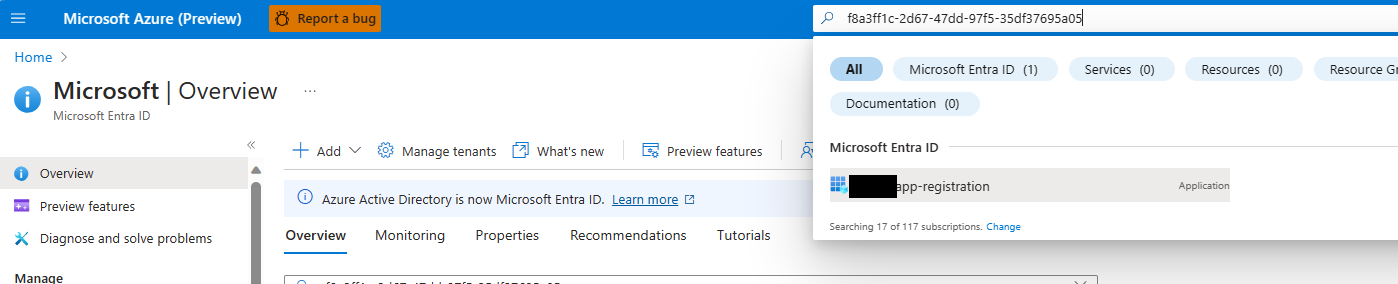 Microsoft Azure (Preview)
Report a bug
f8a3ff1c-2d67-47dd-97f5-35df37695a05
All
Microsoft Entra ID (1)
Services (0)
Resources (0)
Resource Gr
Documentation (0)
Microsoft Entra ID
app-registration
Application
Searching 17 of 117 subscriptions. Change
Home >
Microsoft | Overview ...
Microsoft Entra ID
«
Overview
Preview features
Diagnose and solve problems
Manage
Add
Manage tenants
What's new
Preview features
Azure Active Directory is now Microsoft Entra ID. Learn more
Overview
Monitoring
Properties
Recommendations
Tutorials